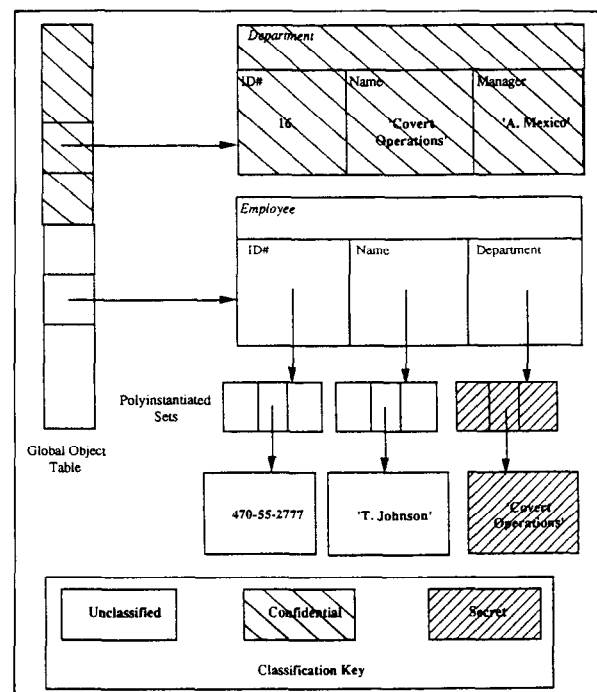 Department
ID# Name Manager
16 'Covert Operations' 'A. Mexico'
Employee
ID# Name Department
Polyinstantiated
Sets
Global Object
Table
470-55-2777 'T. Johnson' 'Covert Operations'
Unclassified Confidential Secret
Classification Key